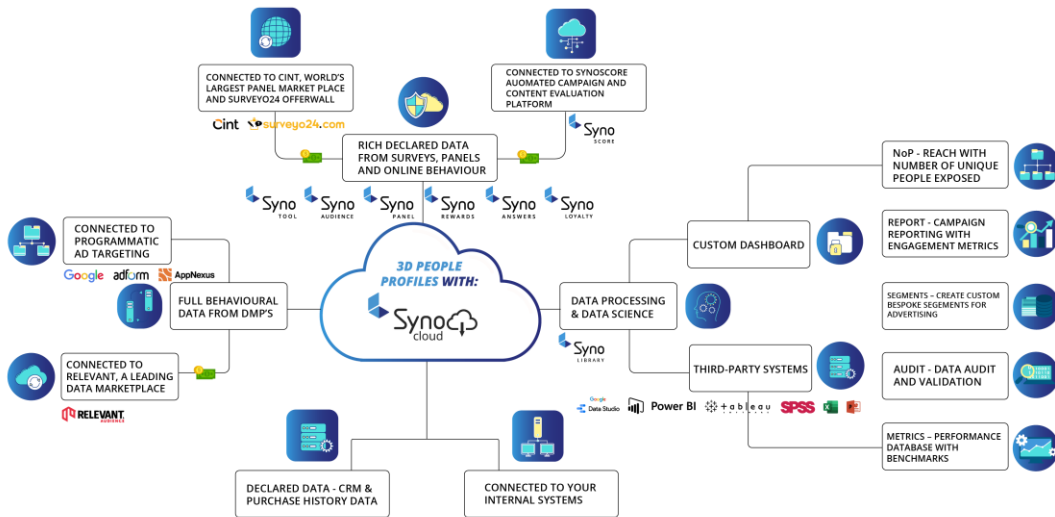 CONNECTED TO CINT, WORLD'S
LARGEST PANEL MARKET PLACE
AND SURVEYO24 OFFERWALL
Cint
surveyo24.com
CONNECTED TO SYNOSCORE
AUOMATED CAMPAIGN AND
CONTENT EVALUATION
PLATFORM
Syno
SCORE
RICH DECLARED DATA
FROM SURVEYS, PANELS
AND ONLINE BEHAVIOUR
Syno
TOOL
Syno
AUDIENCE
Syno
PANEL
Syno
REWARDS
Syno
ANSWERS
Syno
LOYALTY
CONNECTED TO
PROGRAMMATIC
AD TARGETING
Google
adform
AppNexus
FULL BEHAVIOURAL
DATA FROM DMP'S
CONNECTED TO
RELEVANT, A LEADING
DATA MARKETPLACE
RELEVANT
AUDIENCE
3D PEOPLE
PROFILES WITH:
Syno
cloud
DATA PROCESSING
& DATA SCIENCE
Syno
LIBRARY
CUSTOM DASHBOARD
THIRD-PARTY SYSTEMS
Google
Data Studio
Power BI
+ableau
SPSS
DECLARED DATA - CRM &
PURCHASE HISTORY DATA
CONNECTED TO YOUR
INTERNAL SYSTEMS
NoP - REACH WITH
NUMBER OF UNIQUE
PEOPLE EXPOSED
REPORT - CAMPAIGN
REPORTING WITH
ENGAGEMENT METRICS
SEGMENTS – CREATE CUSTOM
BESPOKE SEGEMENTS FOR
ADVERTISING
AUDIT - DATA AUDIT
AND VALIDATION
METRICS – PERFORMANCE
DATABASE WITH
BENCHMARKS